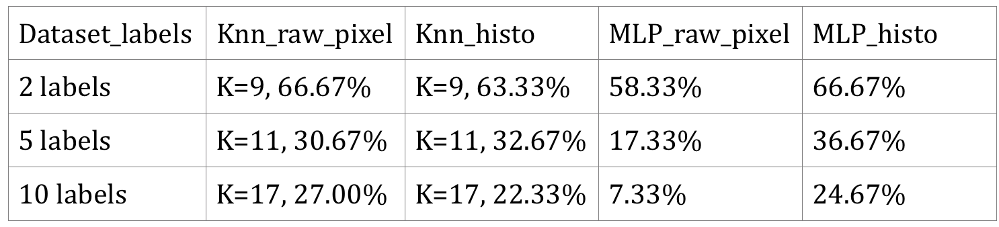 Dataset_labels Knn_raw_pixel Knn_histo MLP_raw_pixel MLP_histo
2 labels K=9, 66.67% K=9, 63.33% 58.33% 66.67%
5 labels K=11, 30.67% K=11, 32.67% 17.33% 36.67%
10 labels K=17, 27.00% K=17, 22.33% 7.33% 24.67%